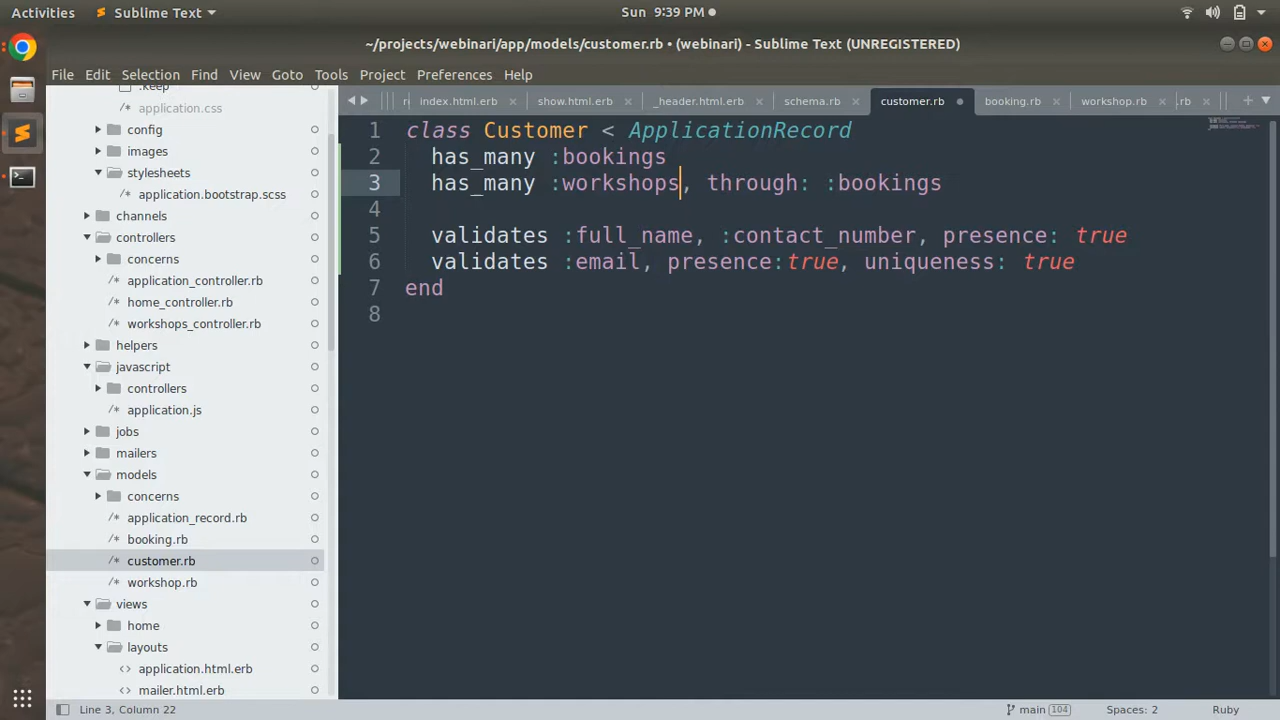 Activities Sublime Text Sun 9:39 PM
~/projects/webinari/app/models/customer.rb • (webinari) - Sublime Text (UNREGISTERED)
File Edit Selection Find View Goto Tools Project Preferences Help
.keep
application.css
config
images
stylesheets
application.bootstrap.scss
channels
controllers
concerns
application_controller.rb
home_controller.rb
workshops_controller.rb
helpers
javascript
controllers
application.js
jobs
mailers
models
concerns
application_record.rb
booking.rb
customer.rb
workshop.rb
views
home
layouts
application.html.erb
mailer.html.erb
index.html.erb show.html.erb _header.html.erb schema.rb customer.rb booking.rb workshop.rb .rb
1 class Customer < ApplicationRecord
2 has_many :bookings
3 has_many :workshops, through: :bookings
4
5 validates :full_name, :contact_number, presence: true
6 validates :email, presence:true, uniqueness: true
7 end
8
Line 3, Column 22 main 104 Spaces: 2 Ruby